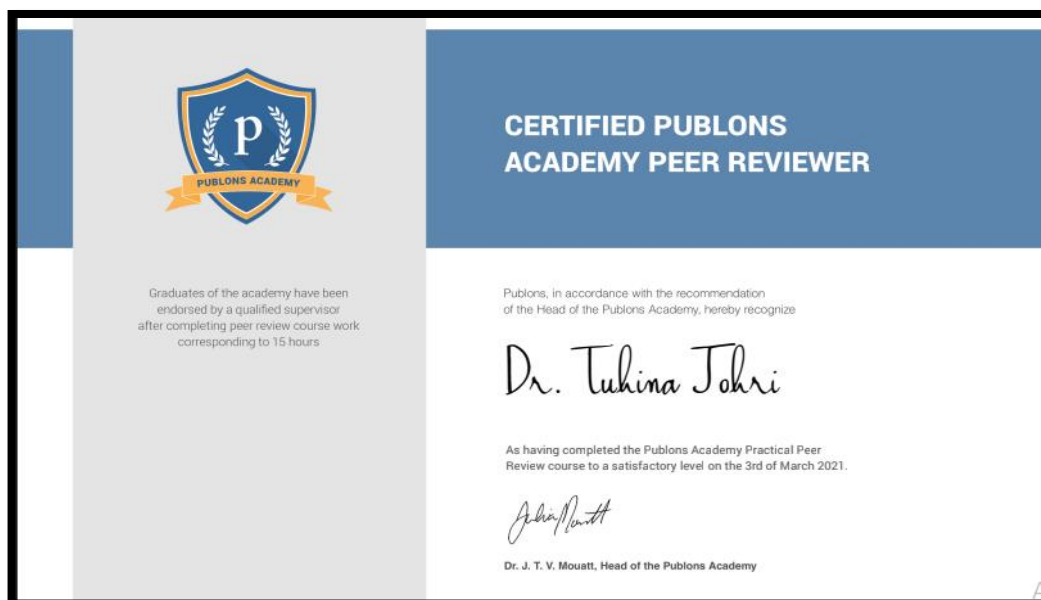 p
PUBLONS ACADEMY
CERTIFIED PUBLONS
ACADEMY PEER REVIEWER
Graduates of the academy have been
endorsed by a qualified supervisor
after completing peer review course work
corresponding to 15 hours
Publons, in accordance with the recommendation
of the Head of the Publons Academy, hereby recognize
Dr. Tuhina Johri
As having completed the Publons Academy Practical Peer
Review course to a satisfactory level on the 3rd of March 2021.
Dr. J. T. V. Mouatt, Head of the Publons Academy